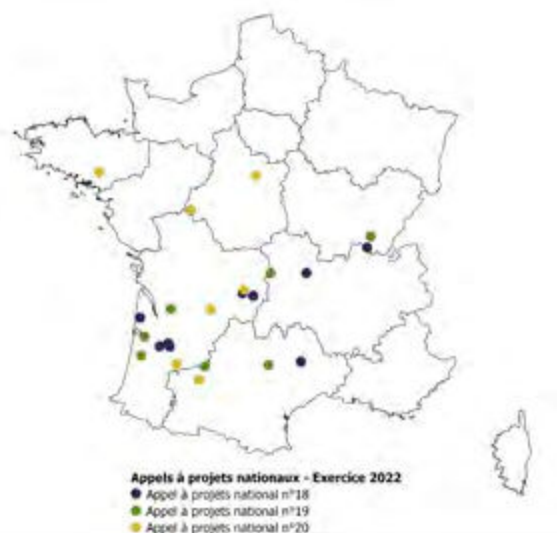 Appels à projets nationaux - Exercice 2022
Appel à projets national n°18
Appel à projets national n°19
Appel à projets national n°20